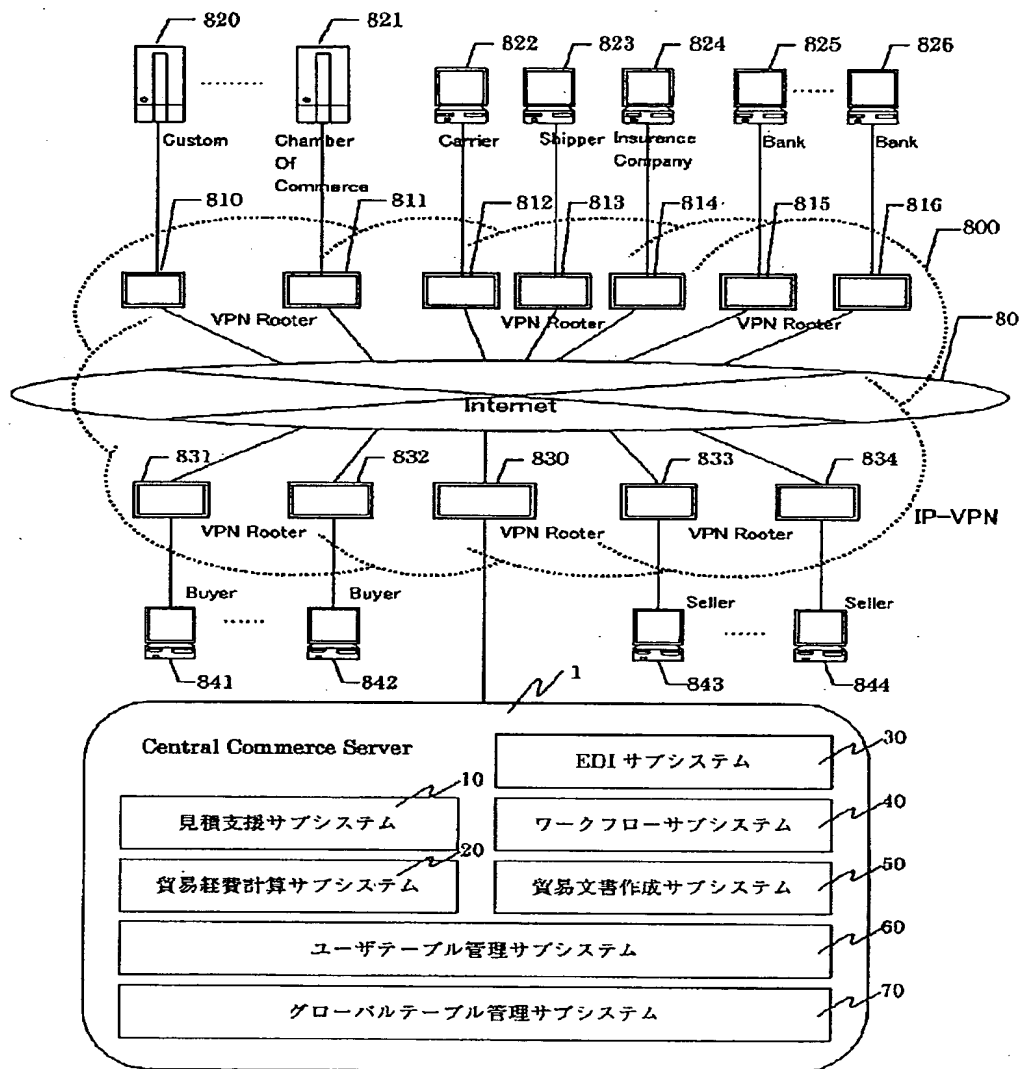 820
821
822
823
824
825
826
Custom
Chamber
Of
Commerce
Carrier
Shipper
Insurance
Company
Bank
Bank
810
811
812
813
814
815
816
800
VPN Rooter
VPN Rooter
VPN Rooter
80
Internet
831
832
830
833
834
VPN Rooter
VPN Rooter
IP-VPN
Buyer
Buyer
Seller
Seller
841
842
843
844
1
Central Commerce Server
30
EDIサブシステム
10
見積支援サブシステム
40
ワークフローサブシステム
20
貿易経費計算サブシステム
50
貿易文書作成サブシステム
60
ユーザテーブル管理サブシステム
70
グローバルテーブル管理サブシステム